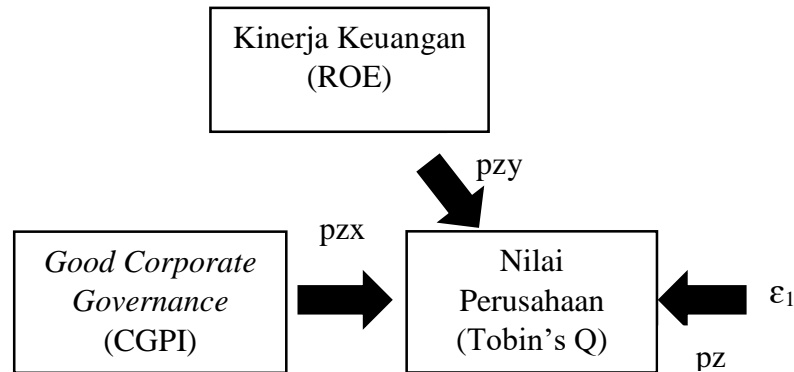 Kinerja Keuangan
(ROE)
pzy
pzx
Good Corporate
Governance
(CGPI)
Nilai
Perusahaan
(Tobin’s Q)
ε1
pz